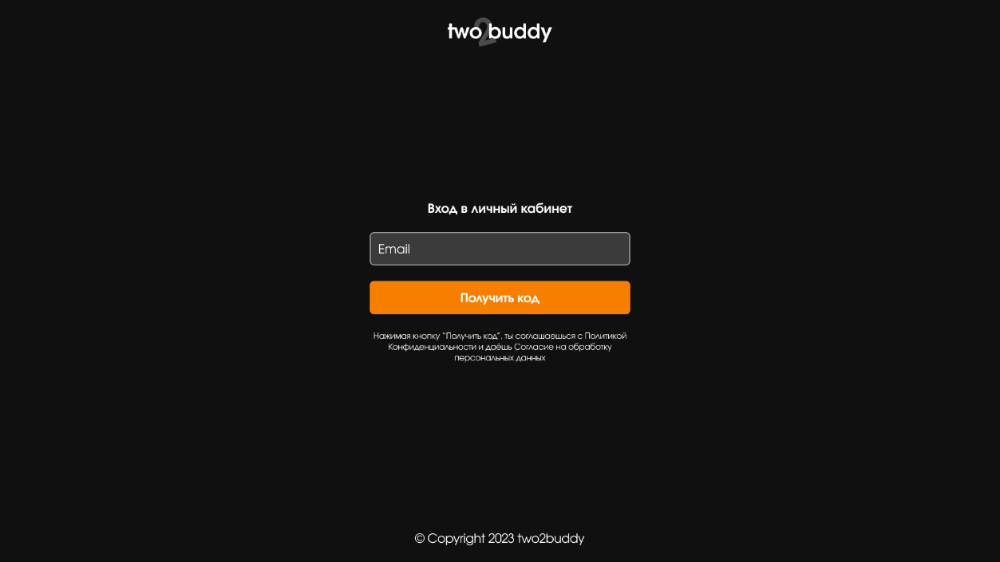 two2buddy
Вход в личный кабинет
Email
Получить код
Нажимая кнопку “Получить код”, ты соглашаешься с Политикой
Конфиденциальности и даёшь Согласие на обработку
персональных данных
© Copyright 2023 two2buddy